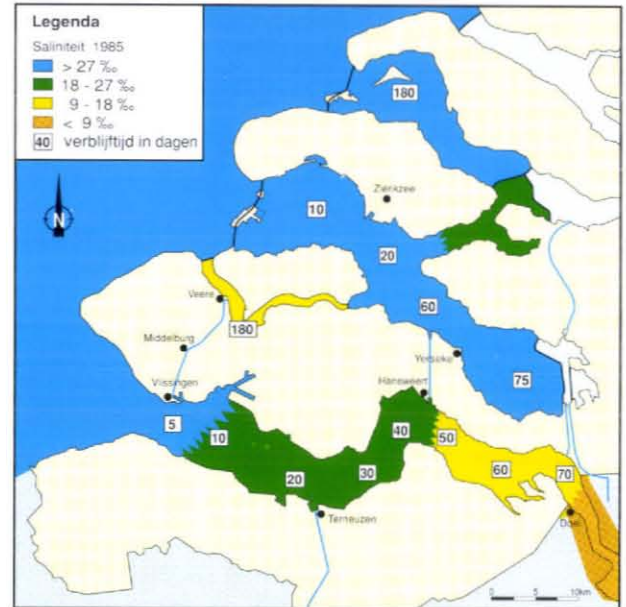 Legenda
Saliniteit 1985
> 27 ‰
18 - 27 ‰
9 - 18 ‰
< 9 ‰
40 verblijftijd in dagen
N
180
Zierikzee
10
20
Veere
60
180
Middelburg
Yerseke
Vlissingen
Hansweert
75
5
10
40
50
20
30
60
70
Terneuzen
Doel
0 5 10km